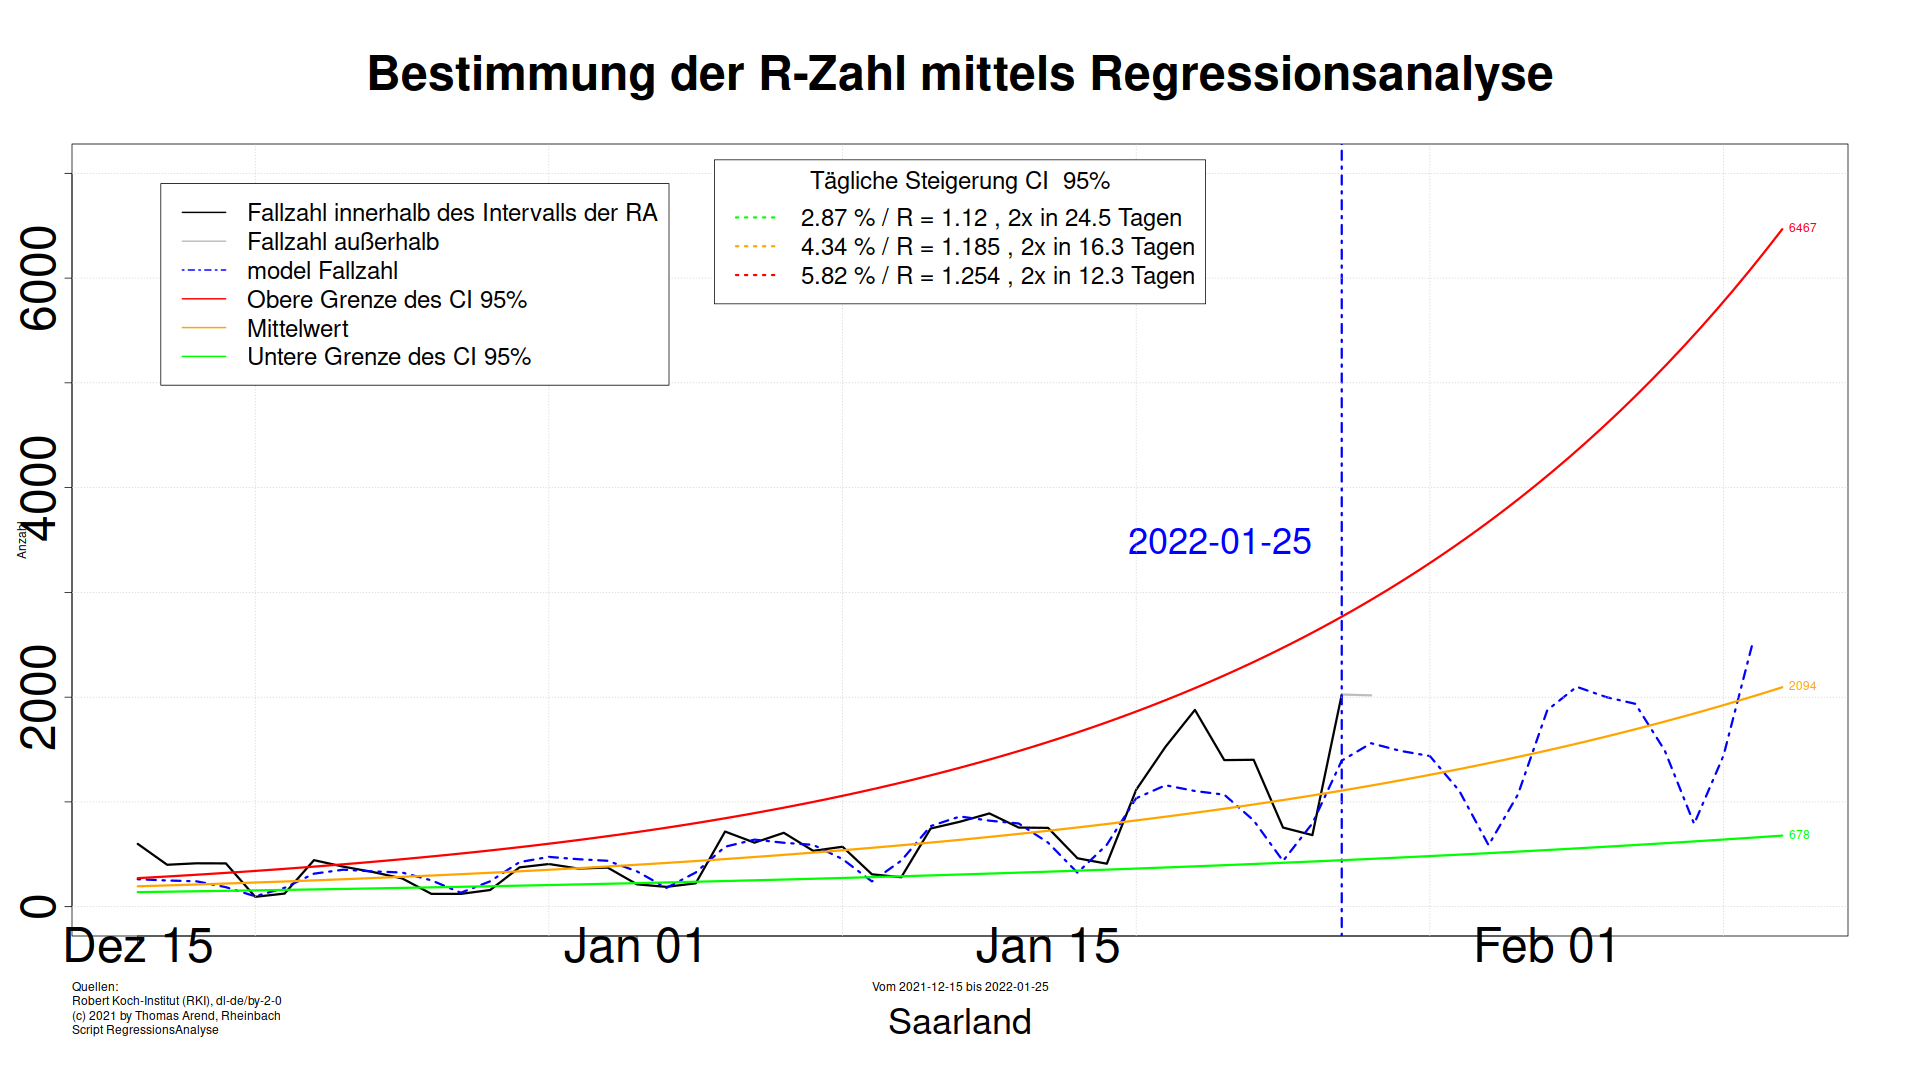 Bestimmung der R-Zahl mittels Regressionsanalyse
Fallzahl innerhalb des Intervalls der RA
Fallzahl außerhalb
model Fallzahl
Obere Grenze des CI 95%
Mittelwert
Untere Grenze des CI 95%
Tägliche Steigerung CI 95%
2.87 % / R = 1.12 , 2x in 24.5 Tagen
4.34 % / R = 1.185 , 2x in 16.3 Tagen
5.82 % / R = 1.254 , 2x in 12.3 Tagen
6467
2094
678
2022-01-25
Anzahl
6000
4000
2000
0
Dez 15
Jan 01
Jan 15
Feb 01
Quellen:
Robert Koch-Institut (RKI), dl-de/by-2-0
(c) 2021 by Thomas Arend, Rheinbach
Script RegressionsAnalyse
Vom 2021-12-15 bis 2022-01-25
Saarland